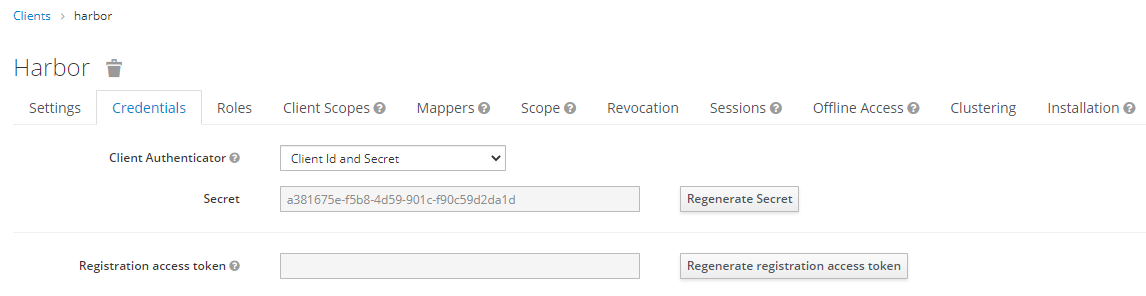 Clients > harbor
Harbor
Settings Credentials Roles Client Scopes ? Mappers ? Scope ? Revocation Sessions ? Offline Access ? Clustering Installation ?
Client Authenticator ? Client Id and Secret
Secret a381675e-f5b8-4d59-901c-f90c59d2da1d Regenerate Secret
Registration access token ? Regenerate registration access token